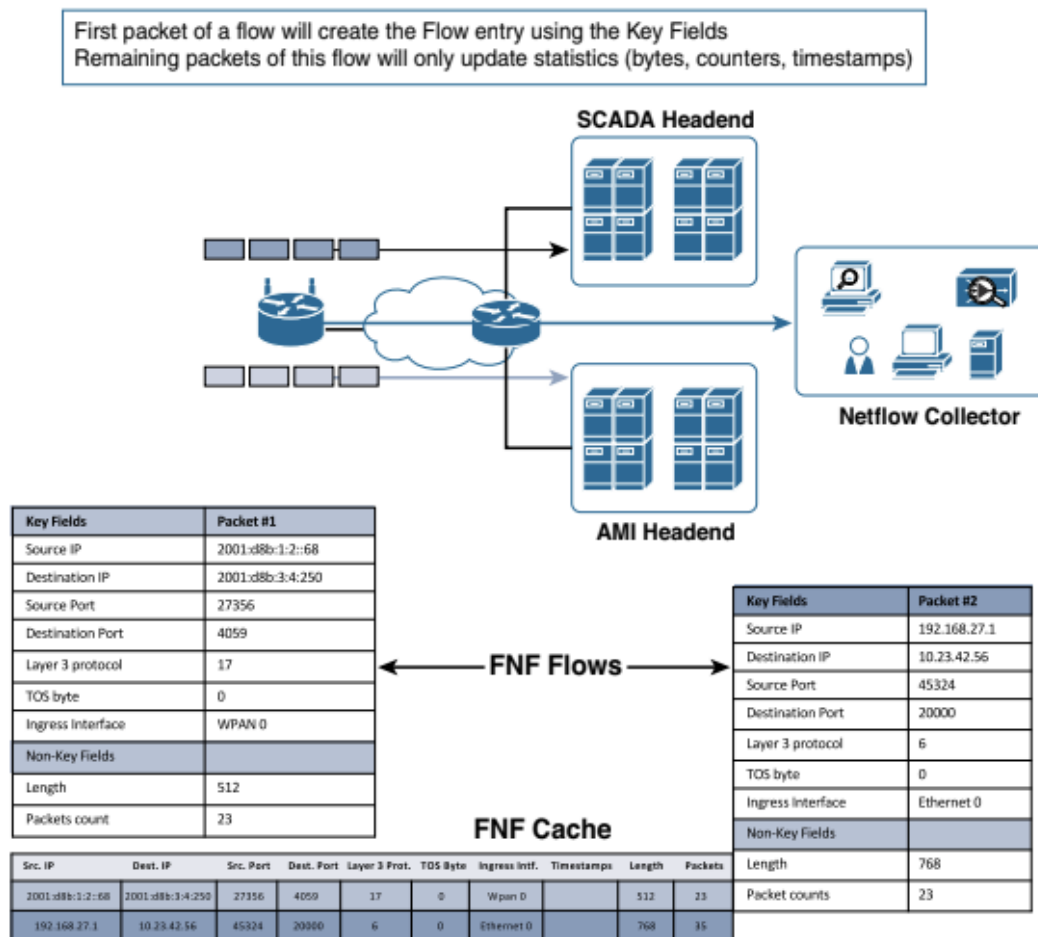 First packet of a flow will create the Flow entry using the Key Fields
Remaining packets of this flow will only update statistics (bytes, counters, timestamps)
SCADA Headend
Netflow Collector
AMI Headend
Key Fields Packet #1
Source IP 2001:d8b:1:2::68
Destination IP 2001:d8b:3:4:250
Source Port 27356
Destination Port 4059
Layer 3 protocol 17
TOS byte 0
Ingress Interface WPAN 0
Non-Key Fields
Length 512
Packets count 23
FNF Flows
Key Fields Packet #2
Source IP 192.168.27.1
Destination IP 10.23.42.56
Source Port 45324
Destination Port 20000
Layer 3 protocol 6
TOS byte 0
Ingress Interface Ethernet 0
Non-Key Fields
Length 768
Packet counts 23
FNF Cache
Src. IP Dest. IP Src. Port Dest. Port Layer 3 Prot. TOS Byte Ingress Intf. Timestamps Length Packets
2001:d8b:1:2::68 2001:d8b:3:4:250 27356 4059 17 0 Wpan 0 512 23
192.168.27.1 10.23.42.56 45324 20000 6 0 Ethernet 0 768 35